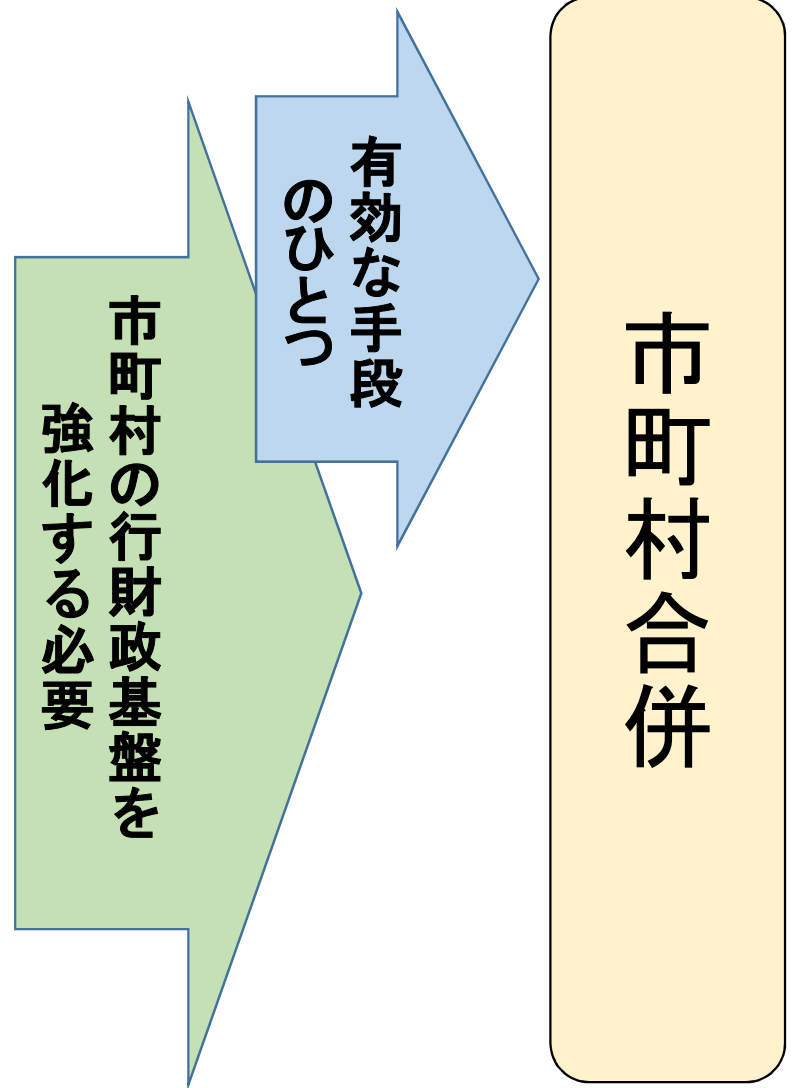 市町村の行財政基盤を
強化する必要
有効な手段
のひとつ
市町村合併